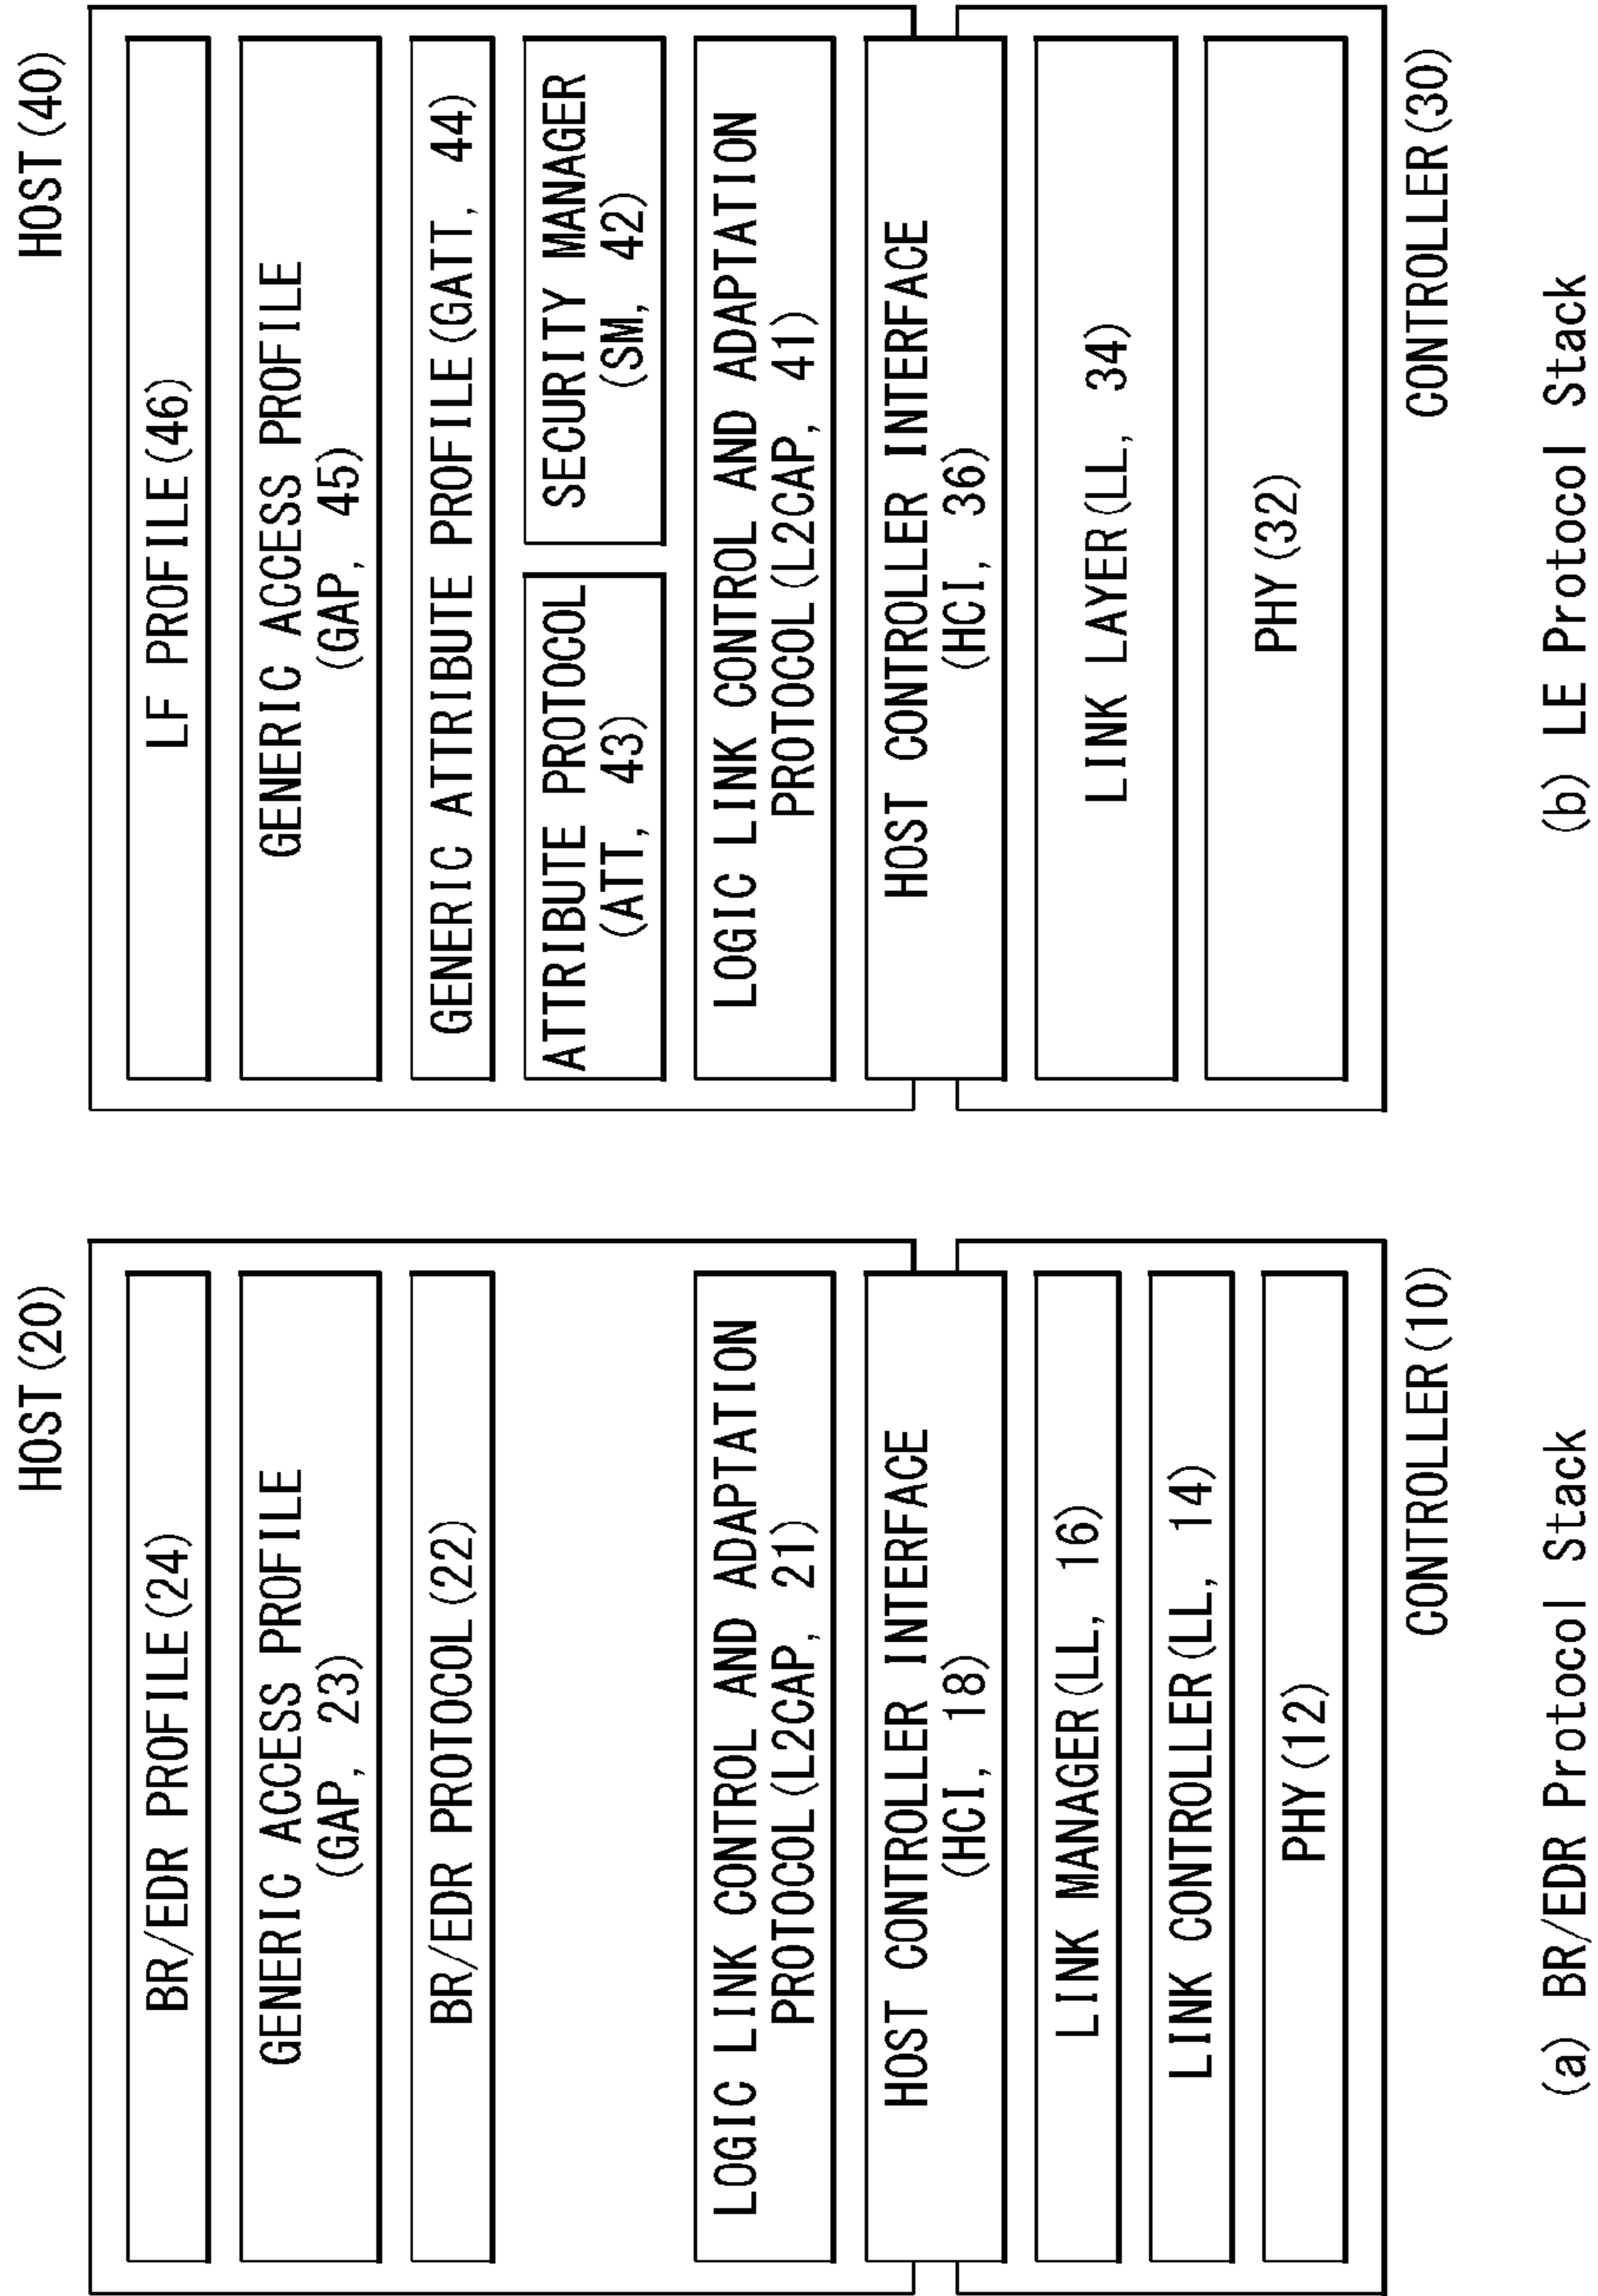 HOST(20)
BR/EDR PROFILE(24)
GENERIC ACCESS PROFILE
(GAP, 23)
BR/EDR PROTOCOL(22)
LOGIC LINK CONTROL AND ADAPTATION
PROTOCOL(L2CAP, 21)
HOST CONTROLLER INTERFACE
(HCI, 18)
LINK MANAGER(LL, 16)
LINK CONTROLLER(LL, 14)
PHY(12)
CONTROLLER(10)
(a) BR/EDR Protocol Stack
HOST(40)
LF PROFILE(46)
GENERIC ACCESS PROFILE
(GAP, 45)
GENERIC ATTRIBUTE PROFILE(GATT, 44)
ATTRIBUTE PROTOCOL
(ATT, 43)
SECURITY MANAGER
(SM, 42)
LOGIC LINK CONTROL AND ADAPTATION
PROTOCOL(L2CAP, 41)
HOST CONTROLLER INTERFACE
(HCI, 36)
LINK LAYER(LL, 34)
PHY(32)
CONTROLLER(30)
(b) LE Protocol Stack